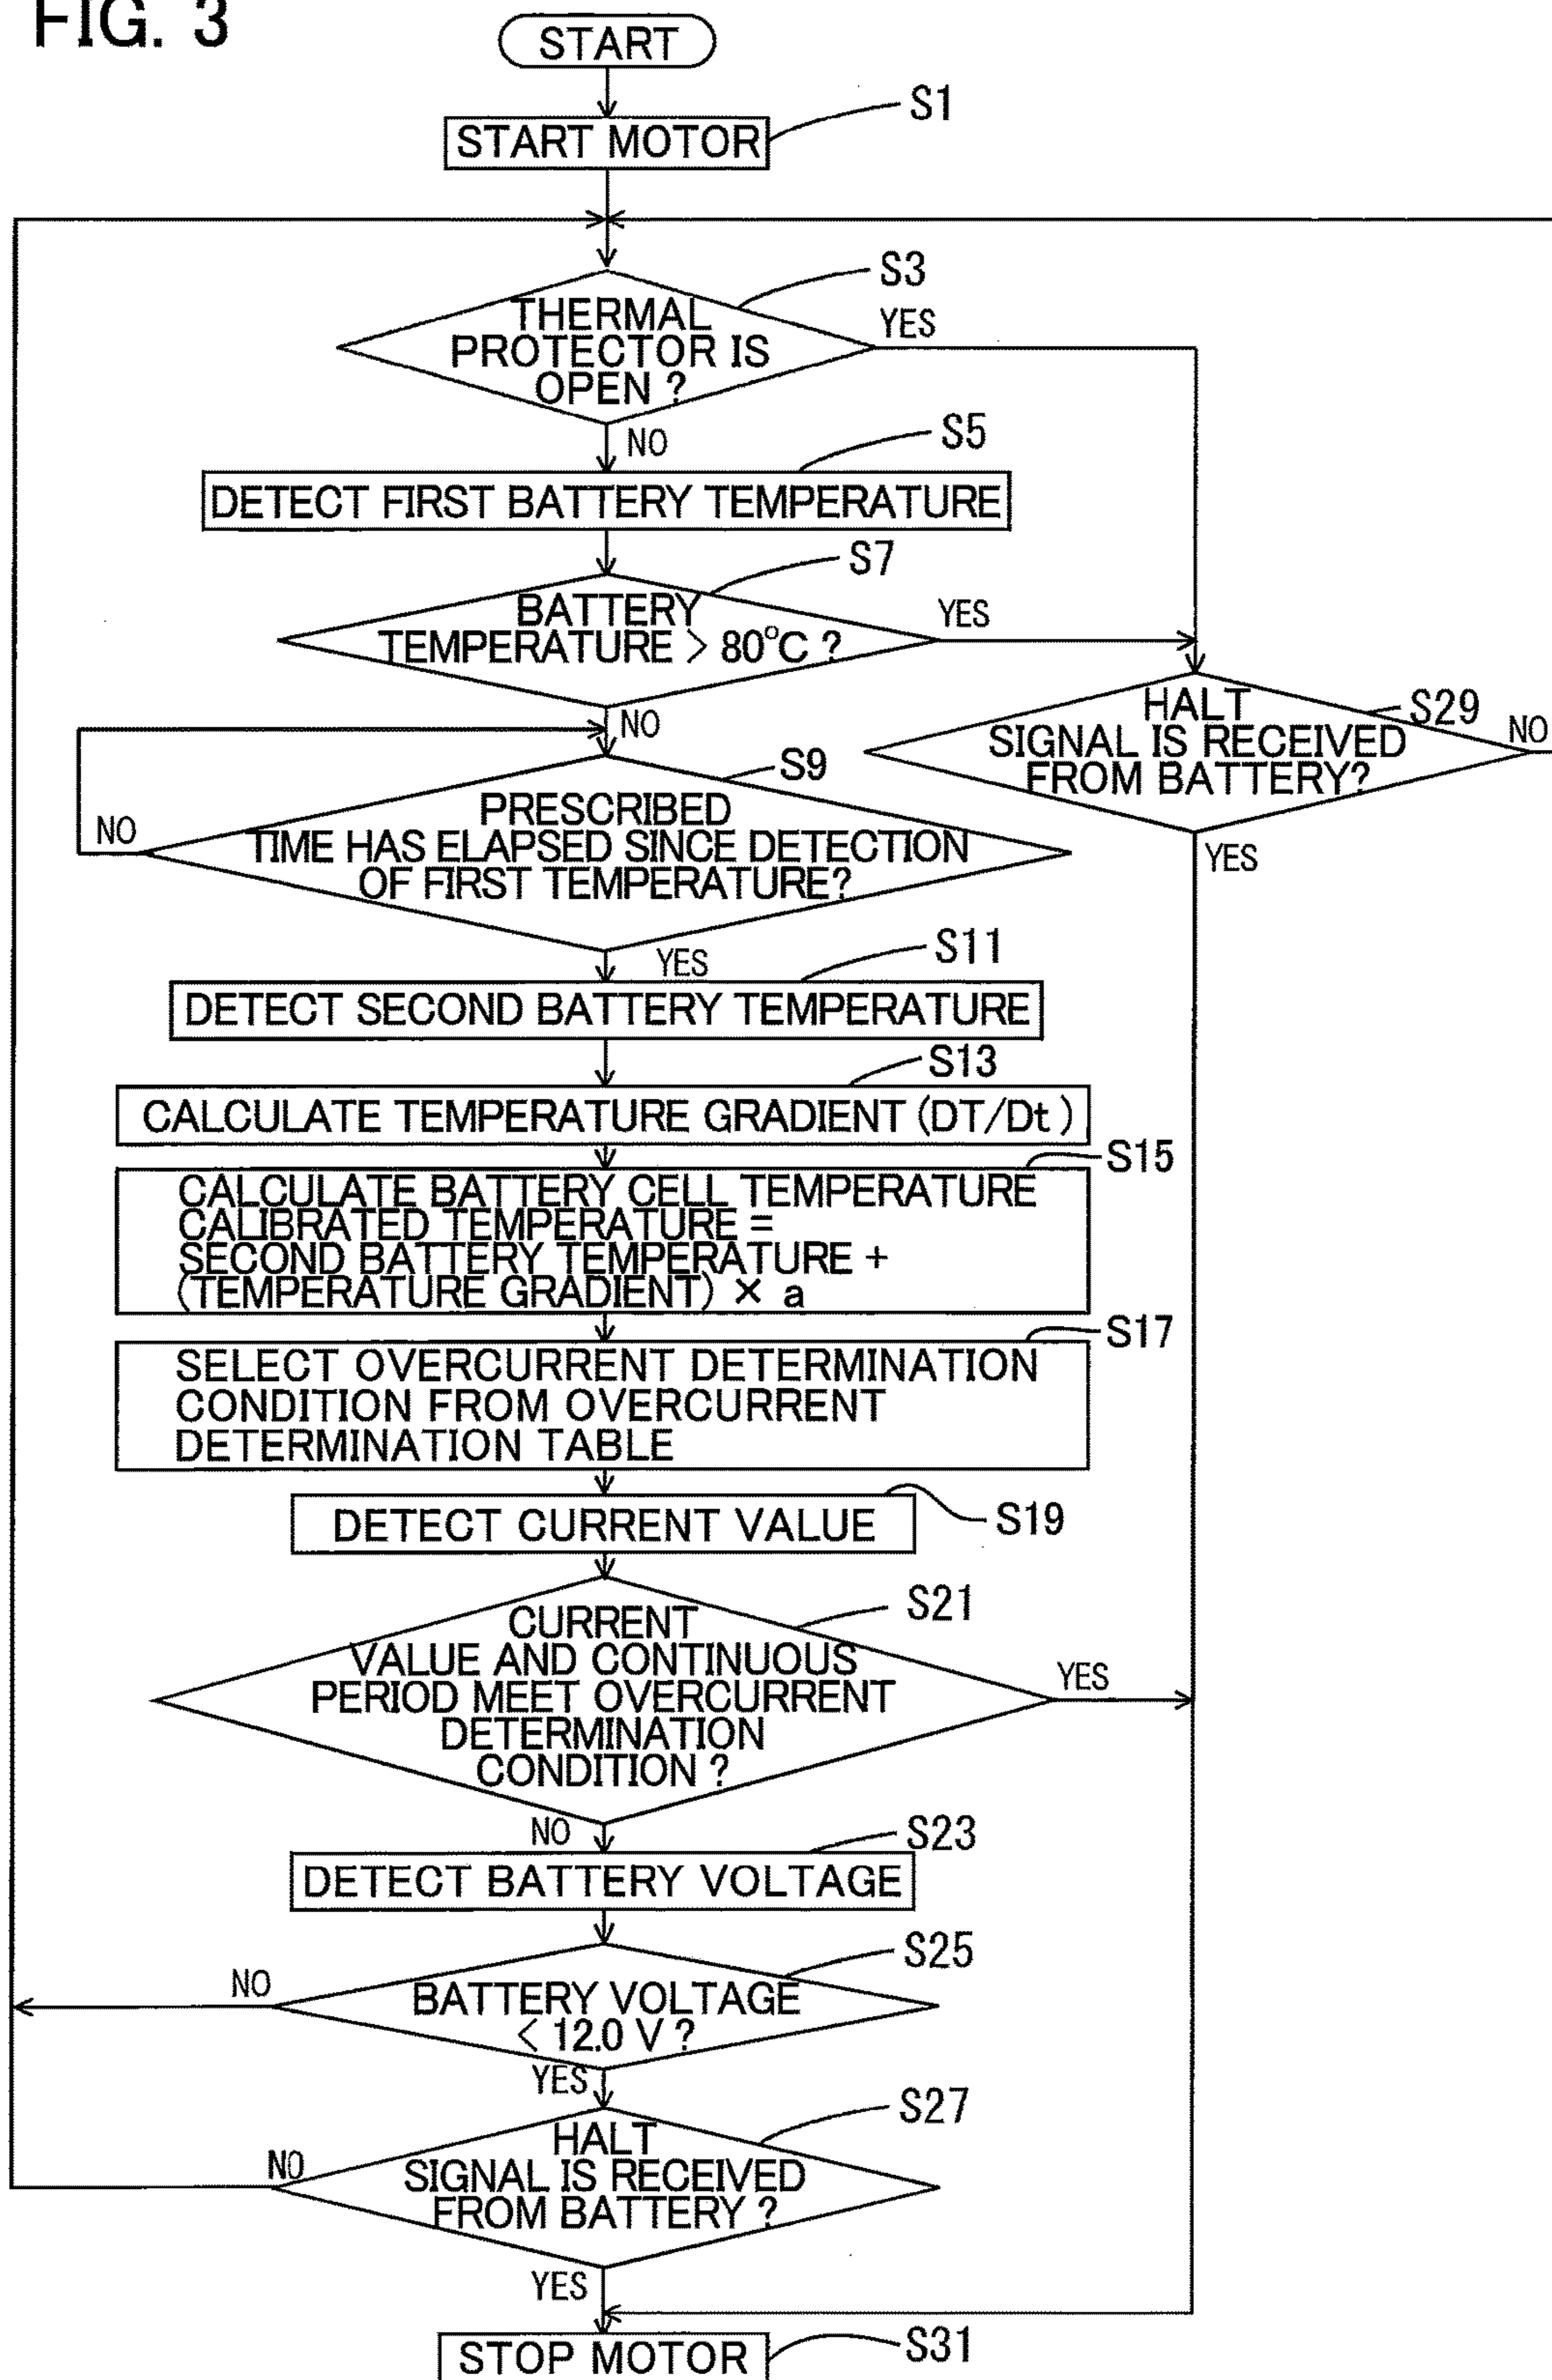 FIG. 3
START
S1
START MOTOR
S3
THERMAL
PROTECTOR IS
OPEN ?
YES
NO
S5
DETECT FIRST BATTERY TEMPERATURE
S7
BATTERY
TEMPERATURE > 80°C ?
YES
NO
HALT
SIGNAL IS RECEIVED
FROM BATTERY?
S29
NO
YES
S9
PRESCRIBED
TIME HAS ELAPSED SINCE DETECTION
OF FIRST TEMPERATURE?
NO
YES
S11
DETECT SECOND BATTERY TEMPERATURE
S13
CALCULATE TEMPERATURE GRADIENT (DT/Dt)
S15
CALCULATE BATTERY CELL TEMPERATURE
CALIBRATED TEMPERATURE =
SECOND BATTERY TEMPERATURE +
(TEMPERATURE GRADIENT) × a
S17
SELECT OVERCURRENT DETERMINATION
CONDITION FROM OVERCURRENT
DETERMINATION TABLE
DETECT CURRENT VALUE
S19
S21
CURRENT
VALUE AND CONTINUOUS
PERIOD MEET OVERCURRENT
DETERMINATION
CONDITION ?
YES
NO
S23
DETECT BATTERY VOLTAGE
S25
NO
BATTERY VOLTAGE
< 12.0 V ?
YES
S27
HALT
SIGNAL IS RECEIVED
FROM BATTERY ?
NO
YES
STOP MOTOR
S31